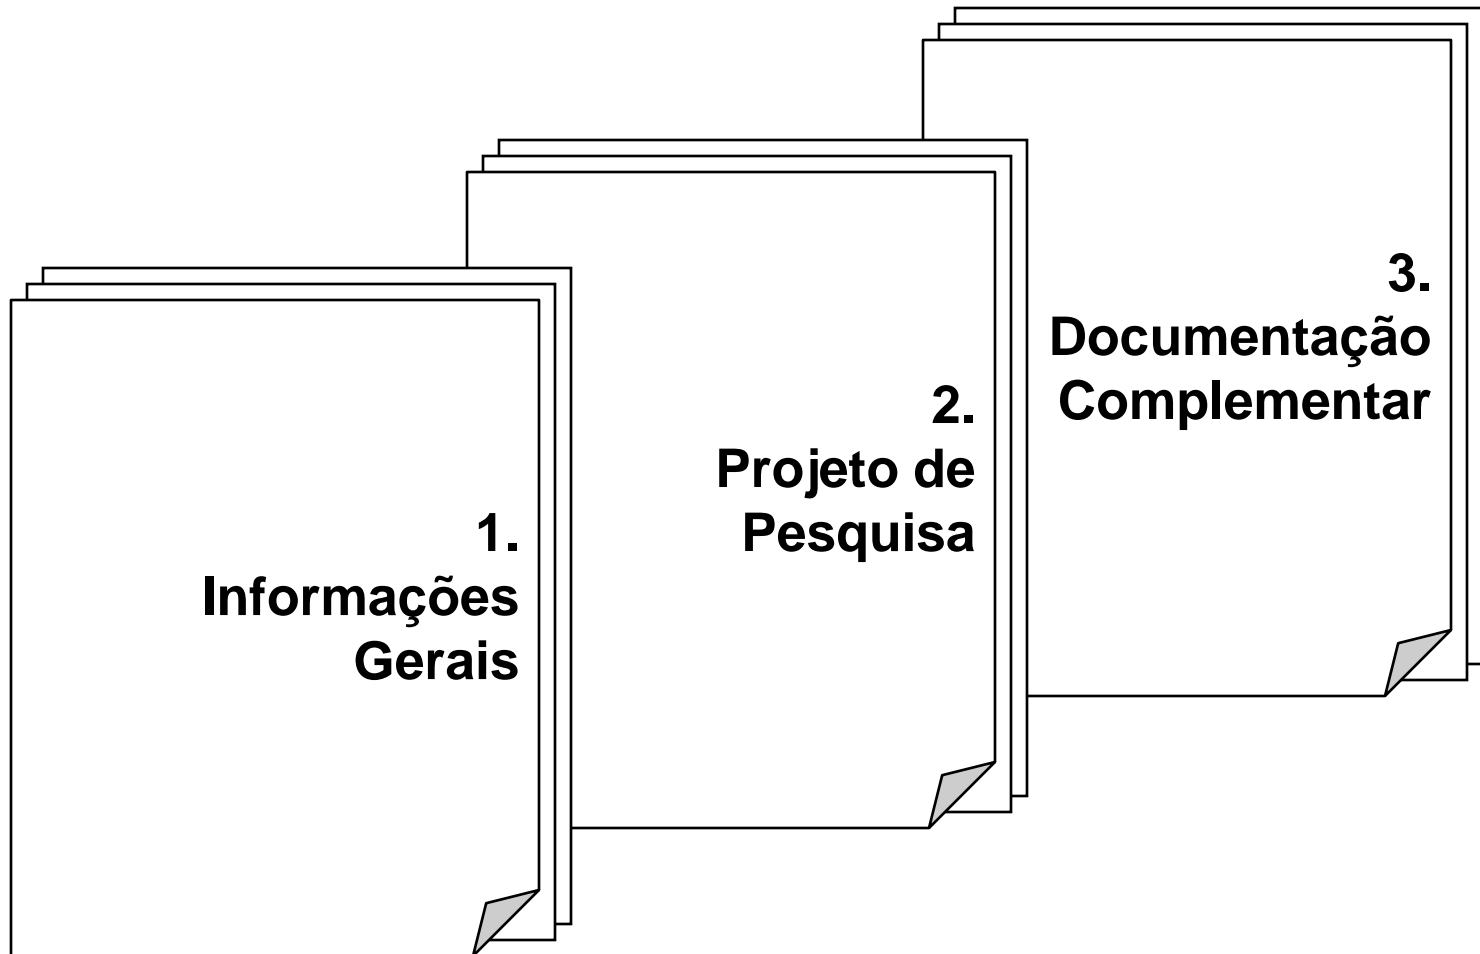 1.
Informações
Gerais
2.
Projeto de
Pesquisa
3.
Documentação
Complementar